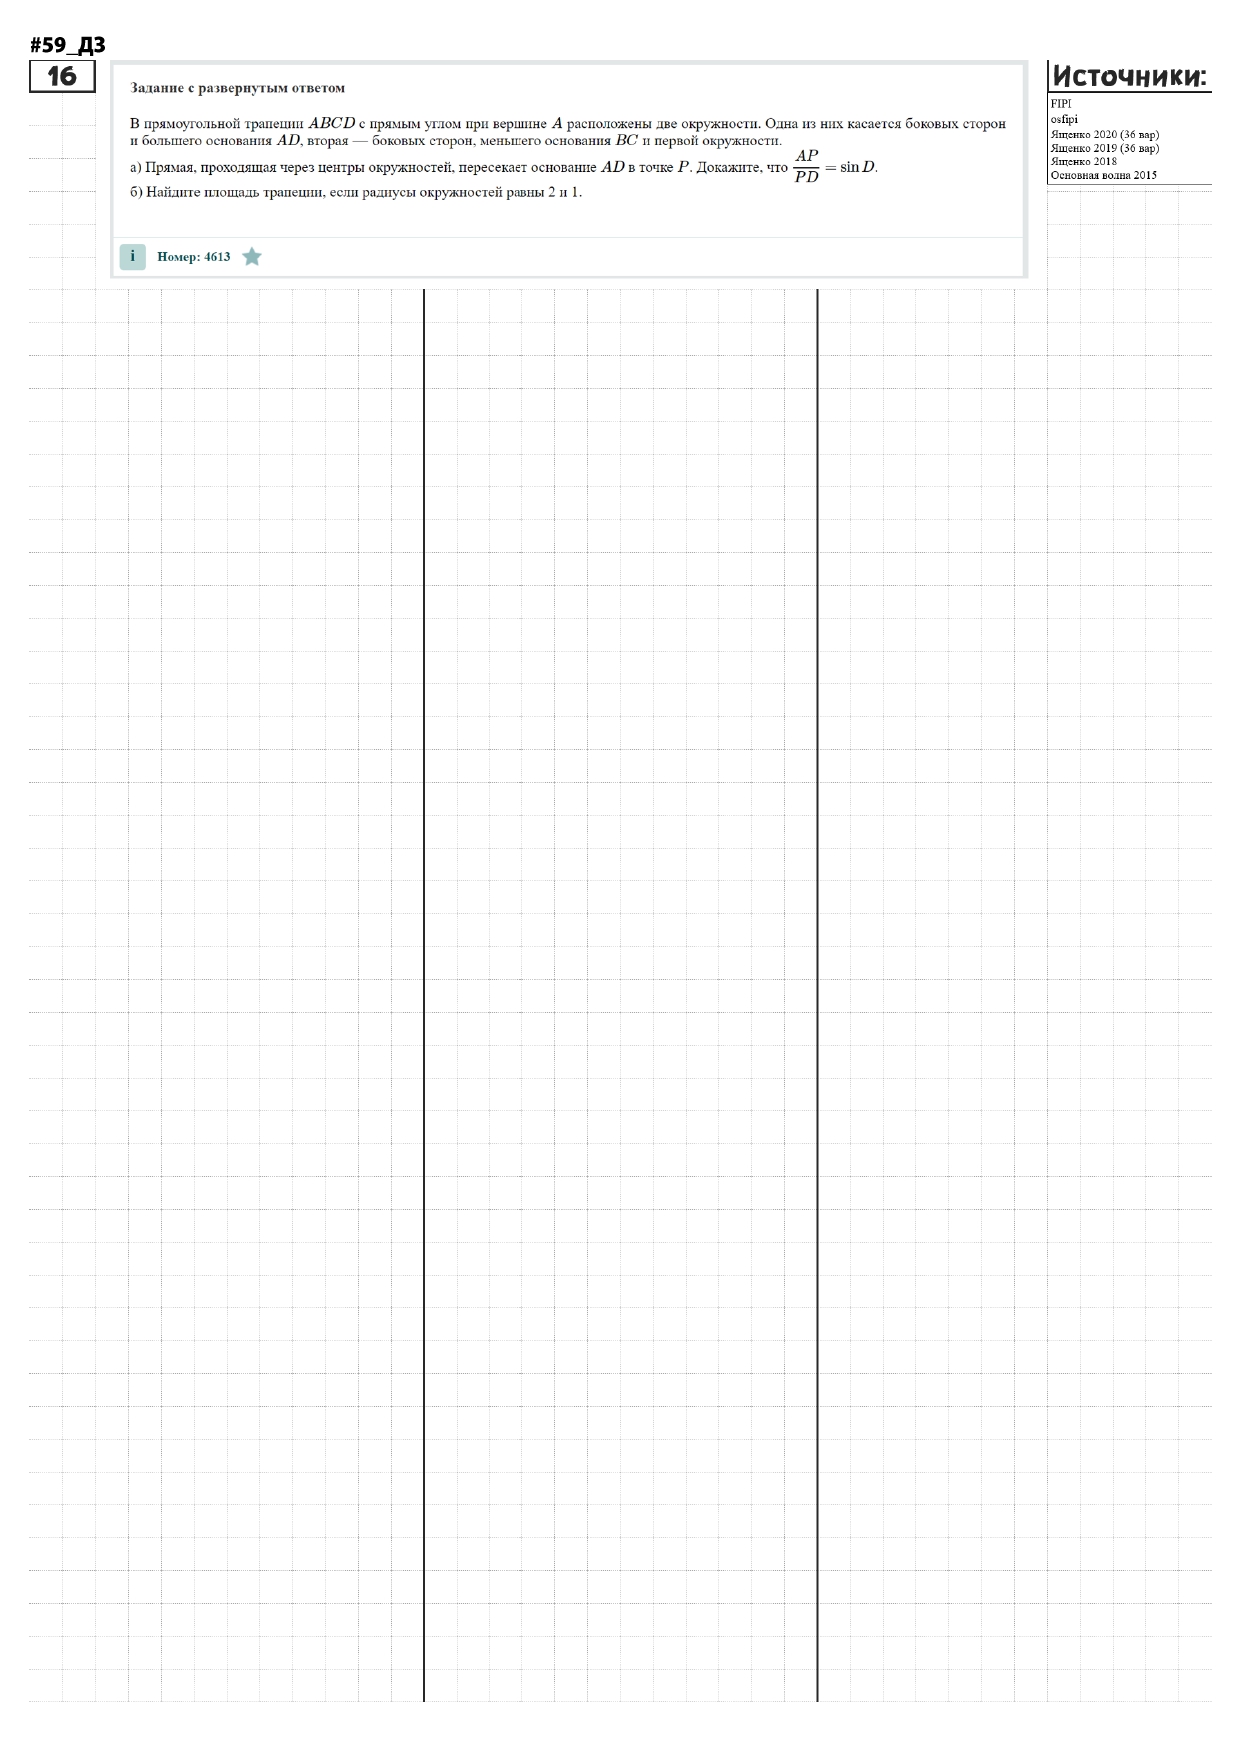 #59_ДЗ
16
Задание с развернутым ответом
В прямоугольной трапеции ABCD с прямым углом при вершине A расположены две окружности. Одна из них касается боковых сторон
и большего основания AD, вторая — боковых сторон, меньшего основания BC и первой окружности.
а) Прямая, проходящая через центры окружностей, пересекает основание AD в точке P. Докажите, что AP/PD = sin D.
б) Найдите площадь трапеции, если радиусы окружностей равны 2 и 1.
i Номер: 4613
Источники:
FIPI
osfipi
Ященко 2020 (36 вар)
Ященко 2019 (36 вар)
Ященко 2018
Основная волна 2015